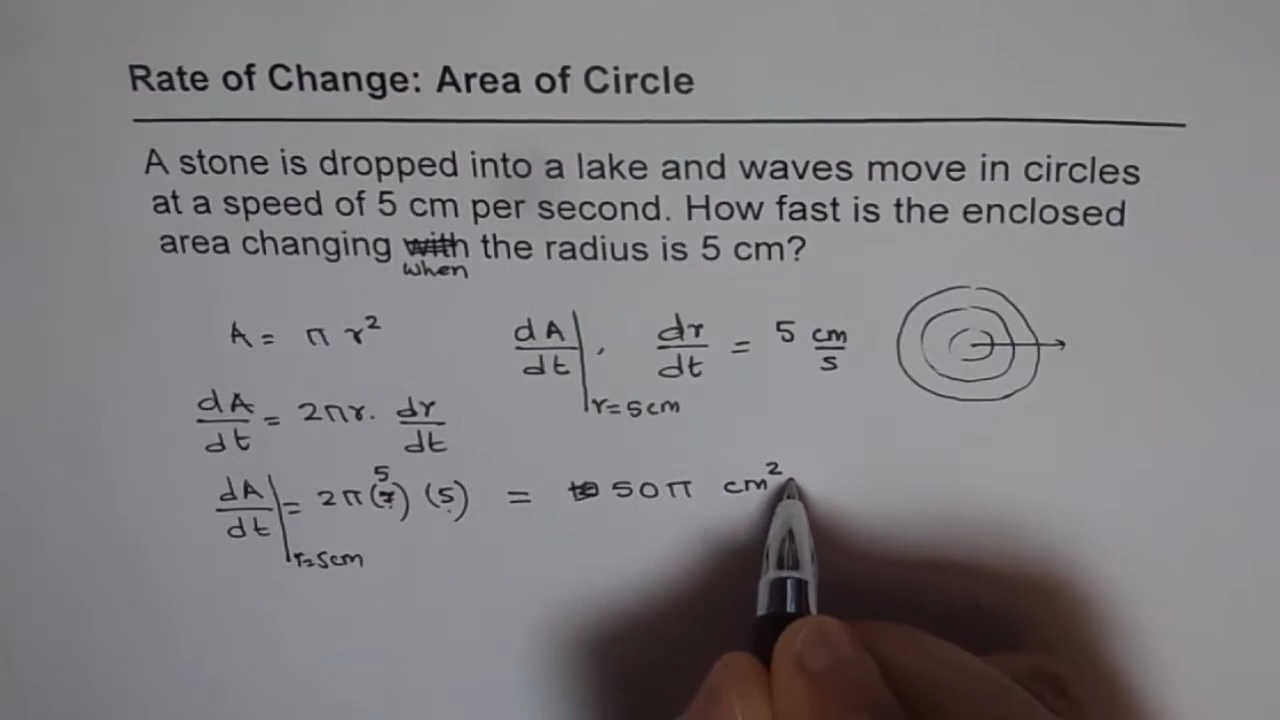 Rate of Change: Area of Circle
A stone is dropped into a lake and waves move in circles
at a speed of 5 cm per second. How fast is the enclosed
area changing with the radius is 5 cm?
when
A = π r²
dA/dt |r=5cm , dr/dt = 5 cm/s
dA/dt = 2πr. dr/dt
5
dA/dt |r=5cm = 2π( ) (5) = 50π cm²